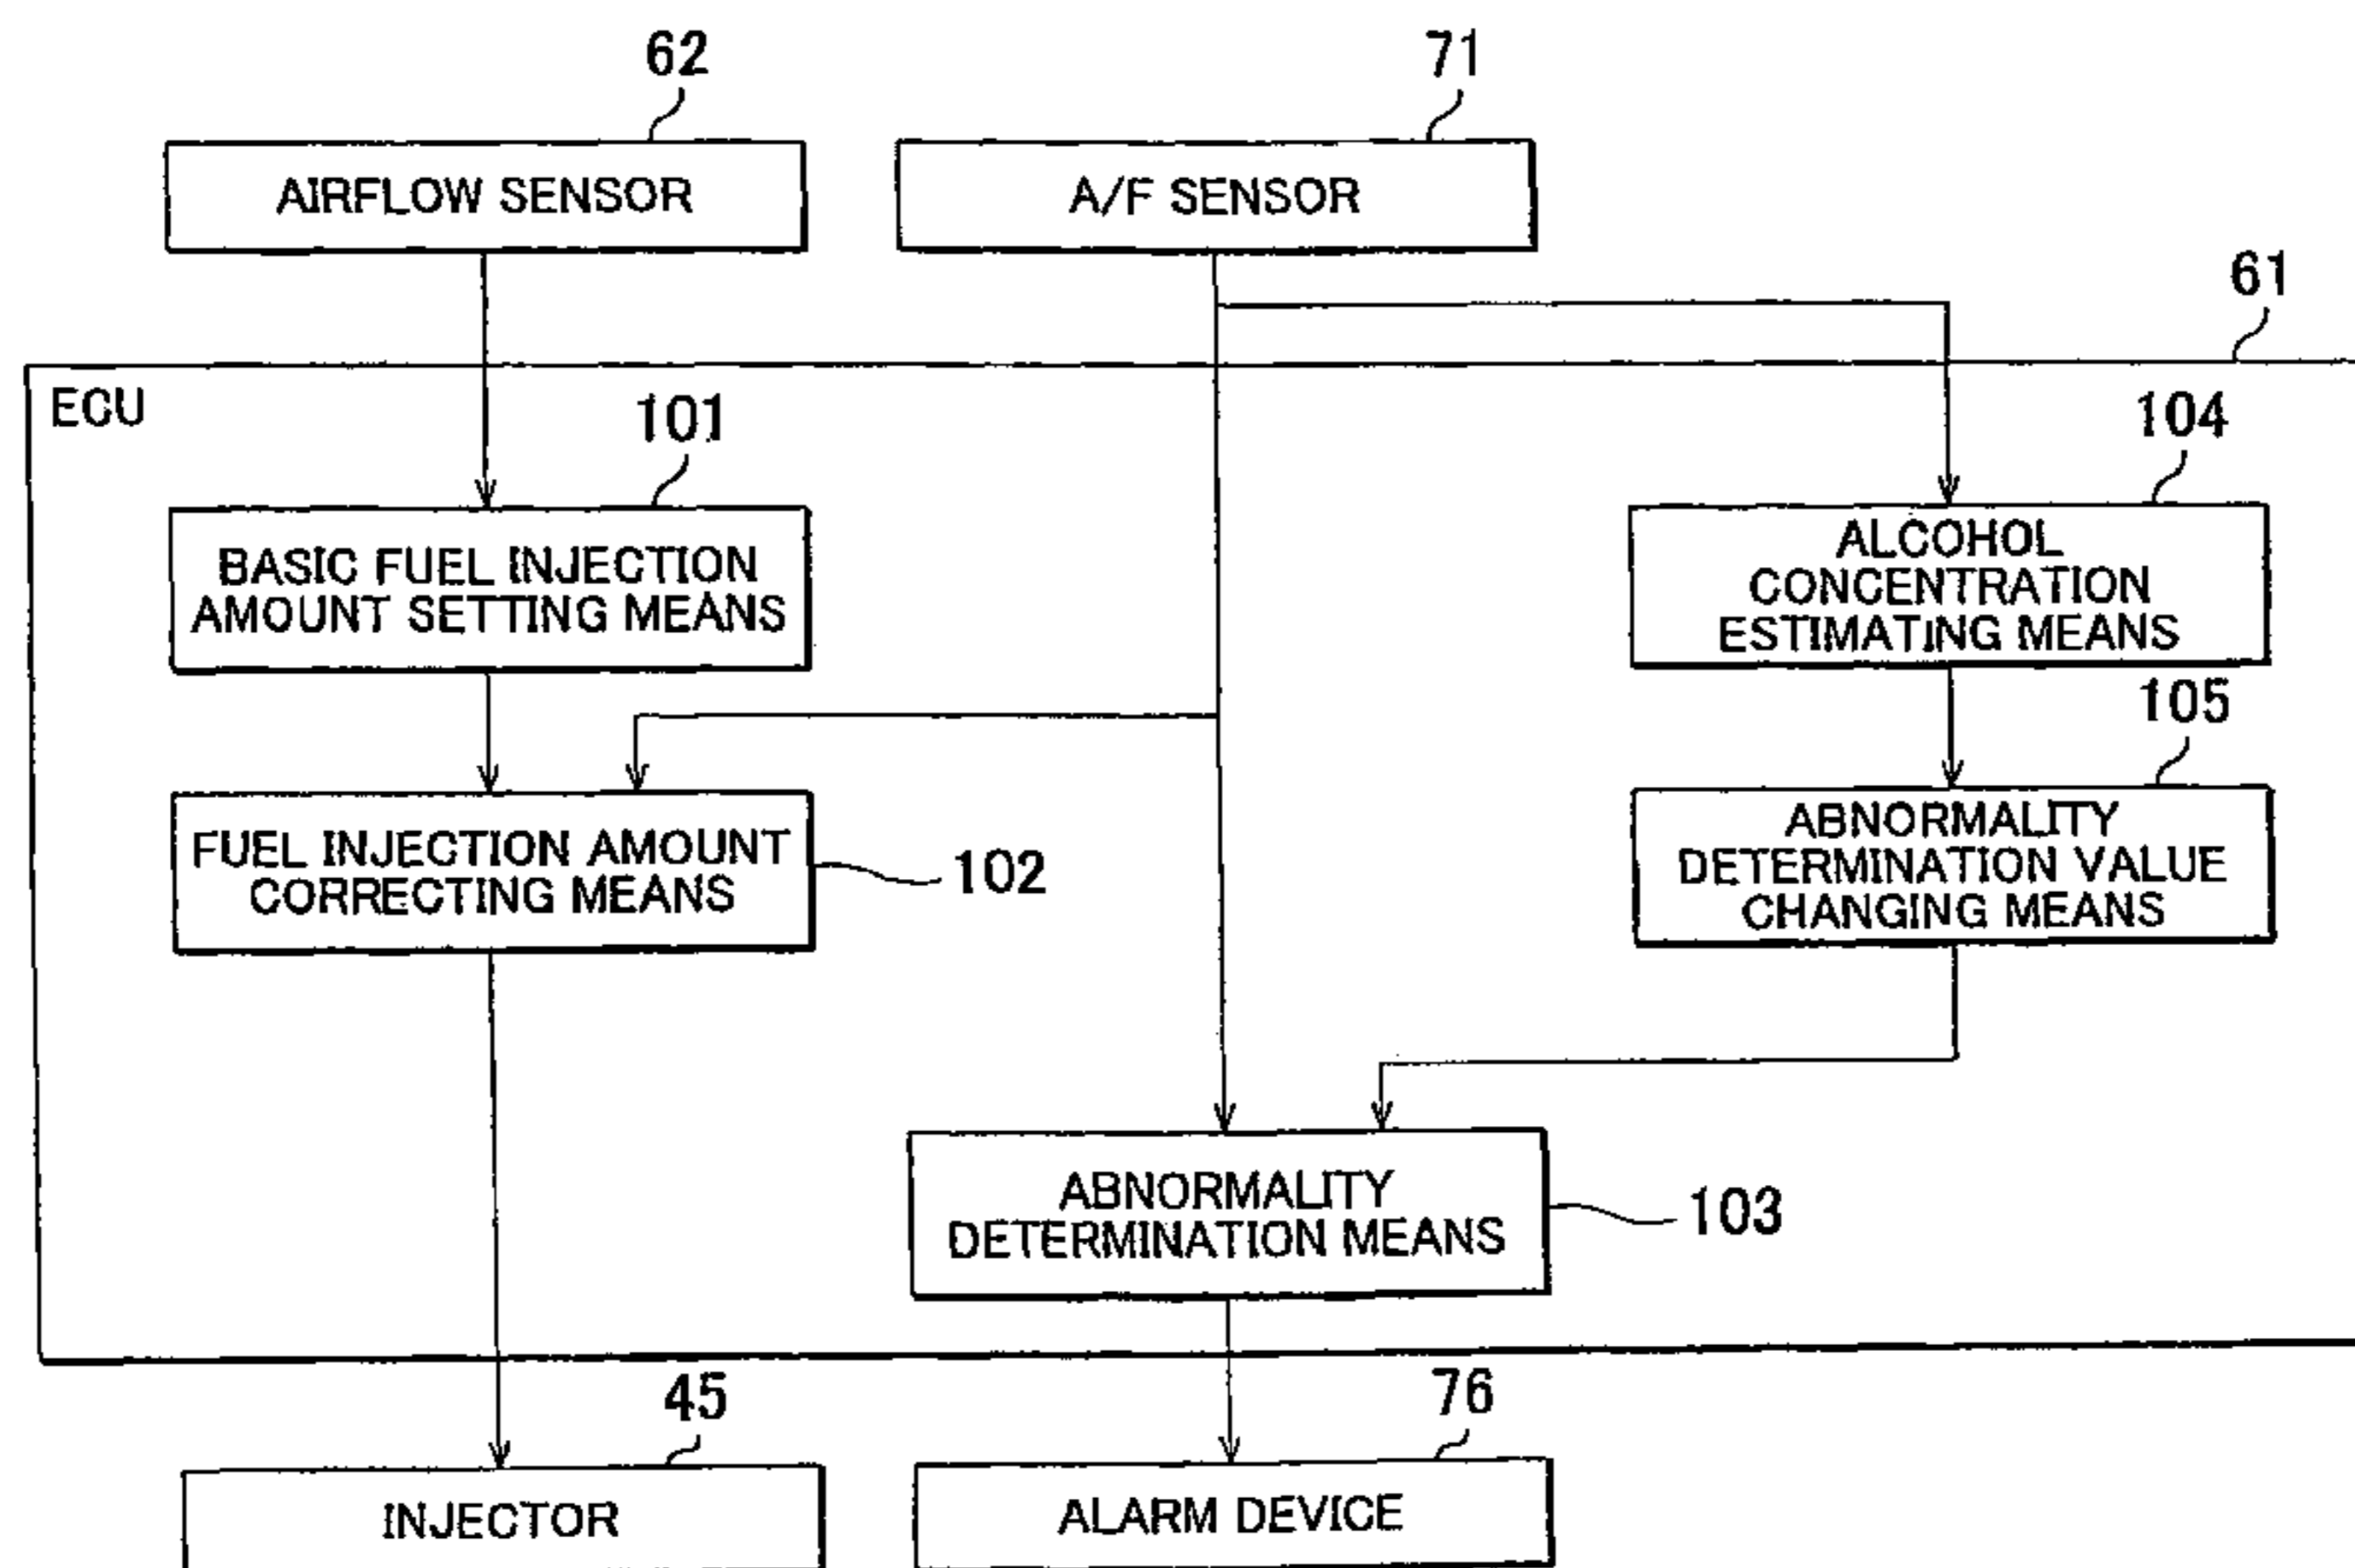 62
71
AIRFLOW SENSOR
A/F SENSOR
61
ECU
101
104
BASIC FUEL INJECTION
AMOUNT SETTING MEANS
ALCOHOL
CONCENTRATION
ESTIMATING MEANS
105
FUEL INJECTION AMOUNT
CORRECTING MEANS
102
ABNORMALITY
DETERMINATION VALUE
CHANGING MEANS
ABNORMALITY
DETERMINATION MEANS
103
45
76
INJECTOR
ALARM DEVICE